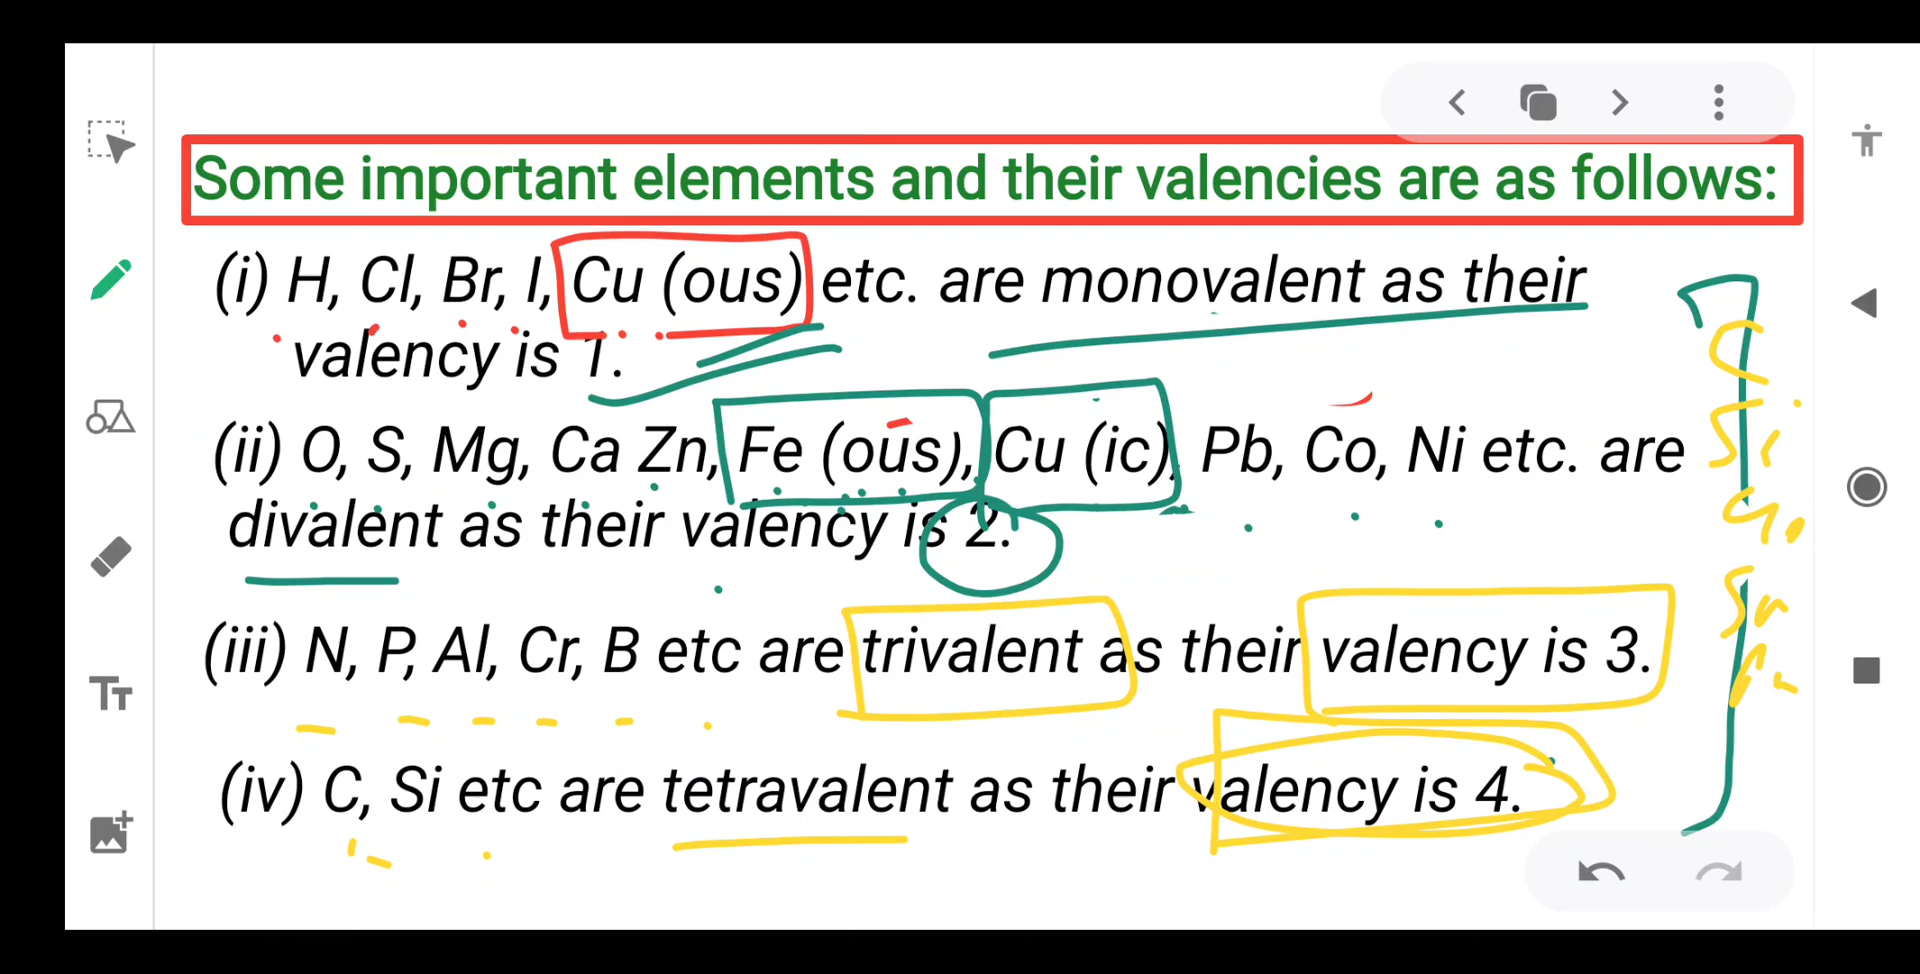 Some important elements and their valencies are as follows:
(i) H, Cl, Br, I, Cu (ous) etc. are monovalent as their
valency is 1.
(ii) O, S, Mg, Ca Zn, Fe (ous), Cu (ic), Pb, Co, Ni etc. are
divalent as their valency is 2.
(iii) N, P, Al, Cr, B etc are trivalent as their valency is 3.
(iv) C, Si etc are tetravalent as their valency is 4.
C
Si